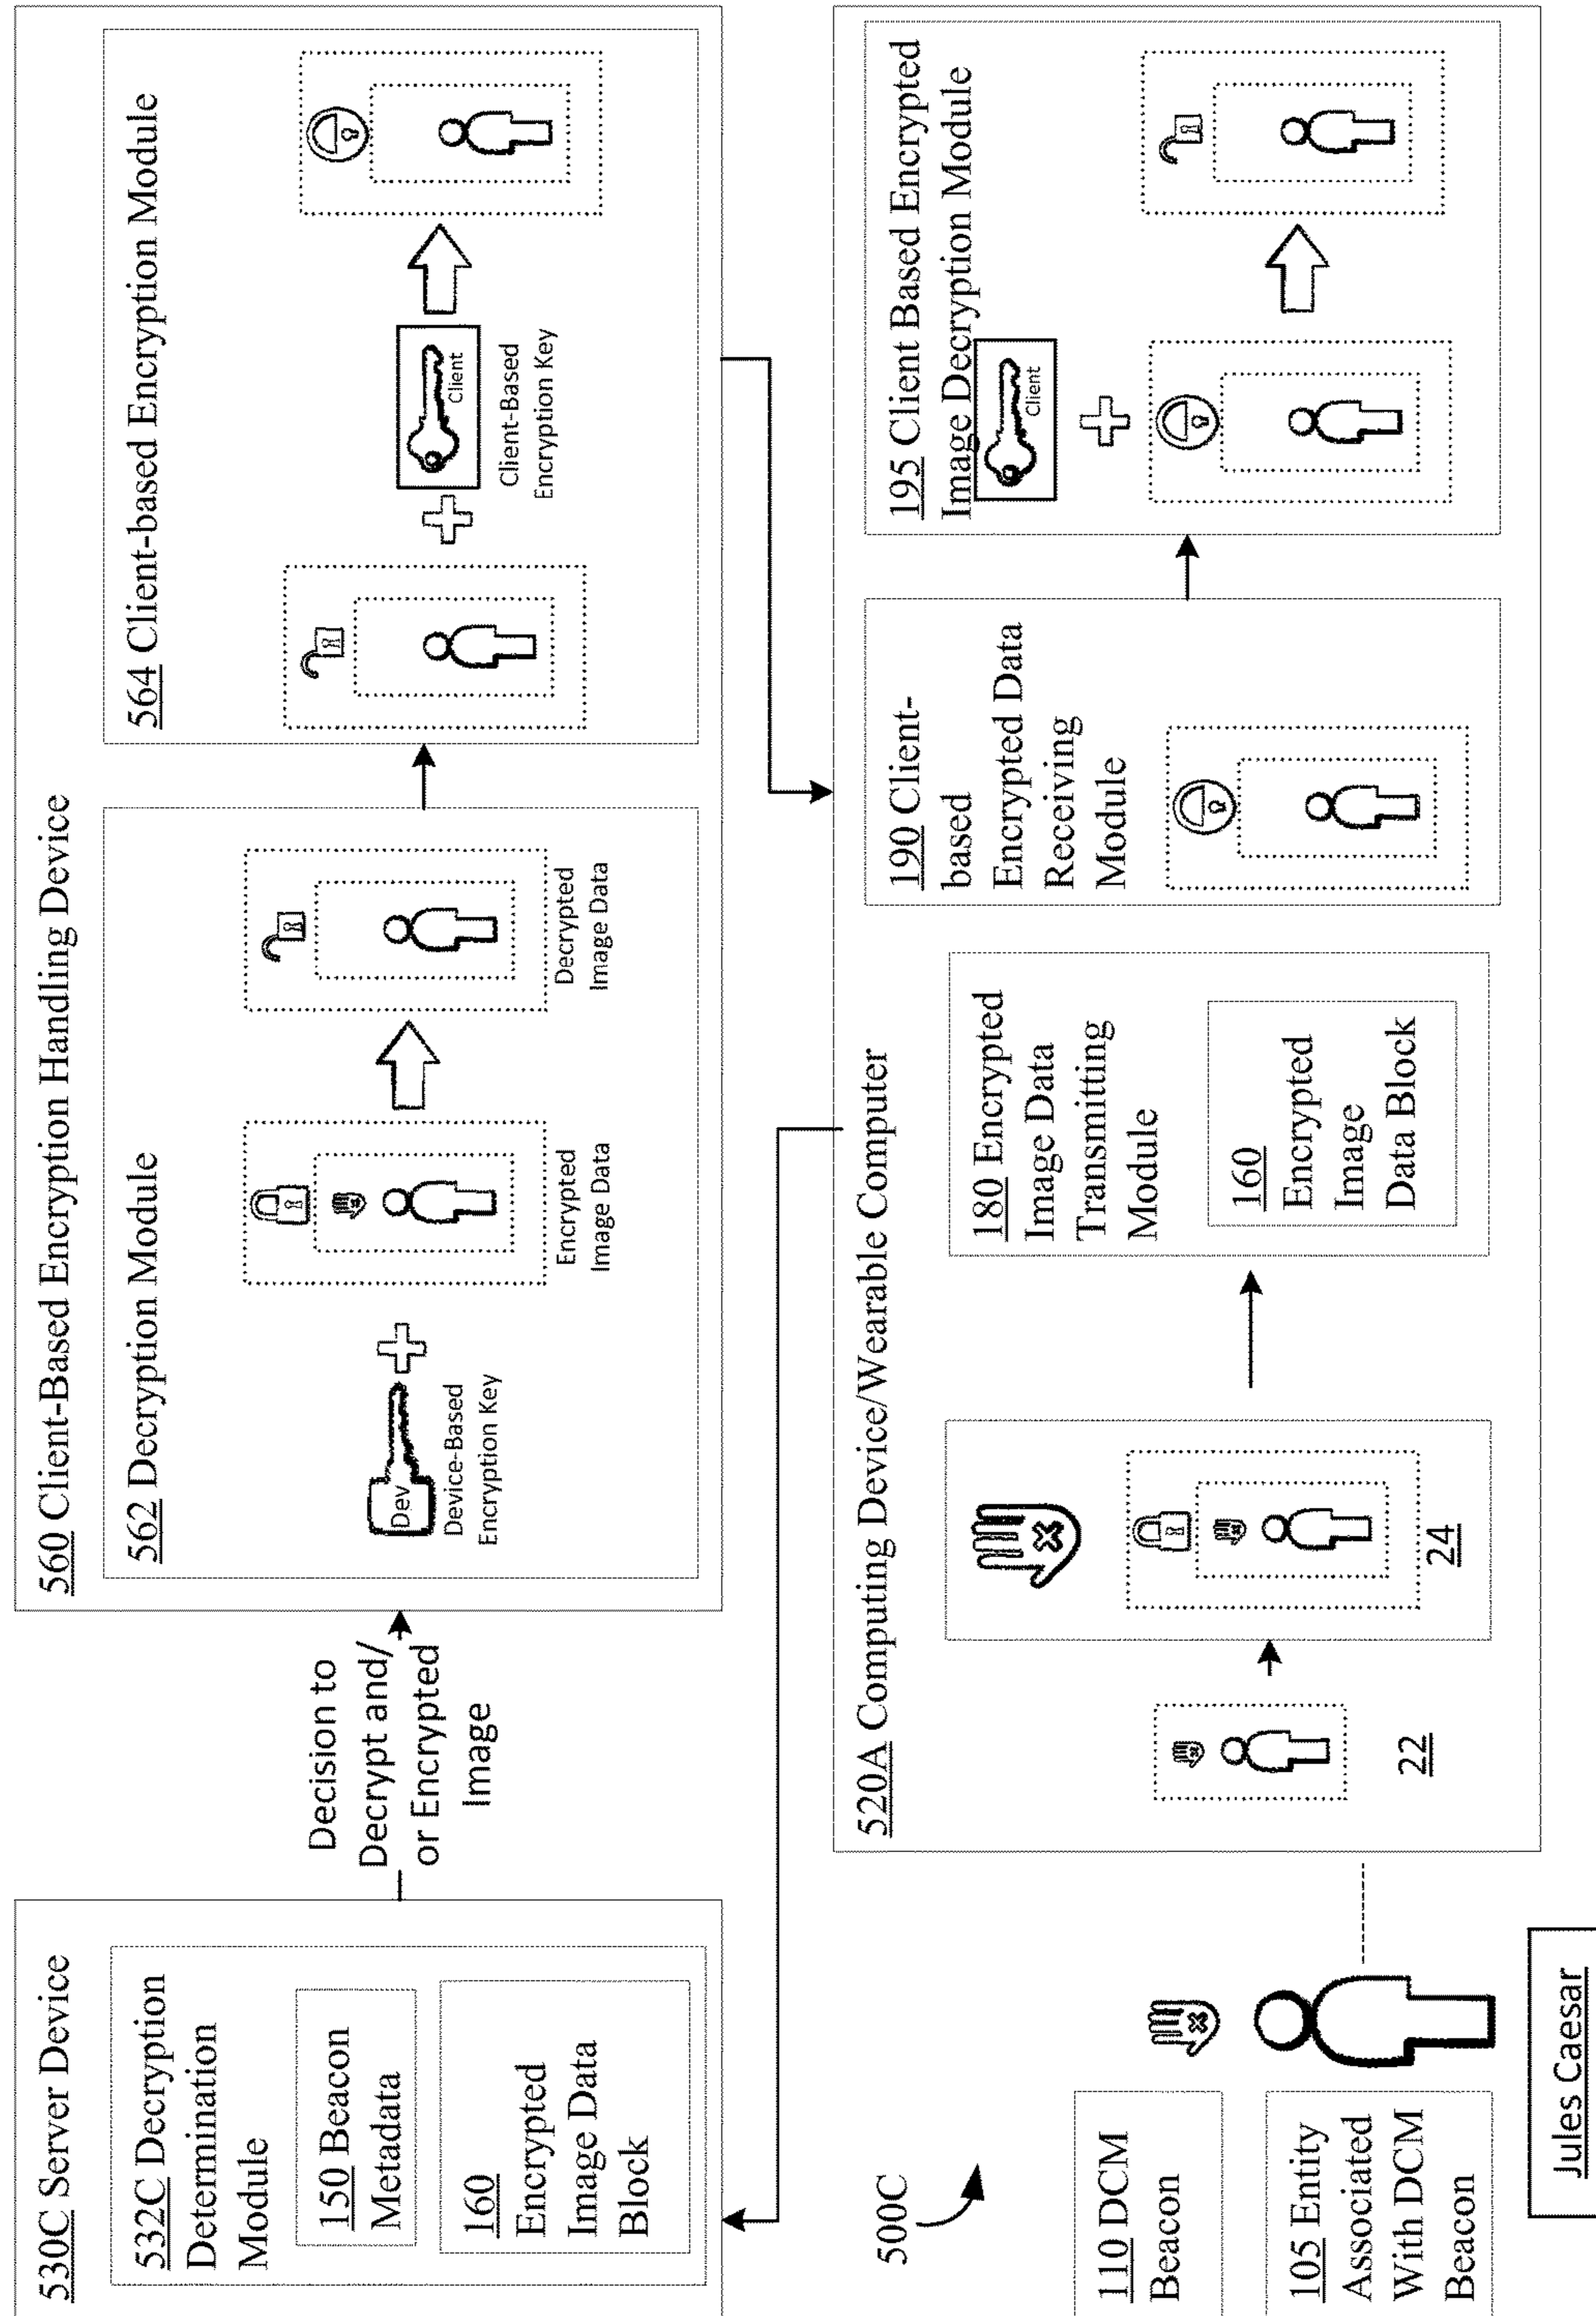 530C Server Device
532C Decryption
Determination
Module
150 Beacon
Metadata
160
Encrypted
Image Data
Block
Decision to
Decrypt and/
or Encrypted
Image
560 Client-Based Encryption Handling Device
562 Decryption Module
Dev
Device-Based
Encryption Key
Encrypted
Image Data
Decrypted
Image Data
564 Client-based Encryption Module
Client
Client-Based
Encryption Key
500C
110 DCM
Beacon
105 Entity
Associated
With DCM
Beacon
Jules Caesar
520A Computing Device/Wearable Computer
22
24
180 Encrypted
Image Data
Transmitting
Module
160
Encrypted
Image
Data Block
190 Client-
based
Encrypted Data
Receiving
Module
195 Client Based Encrypted
Image Decryption Module
Client